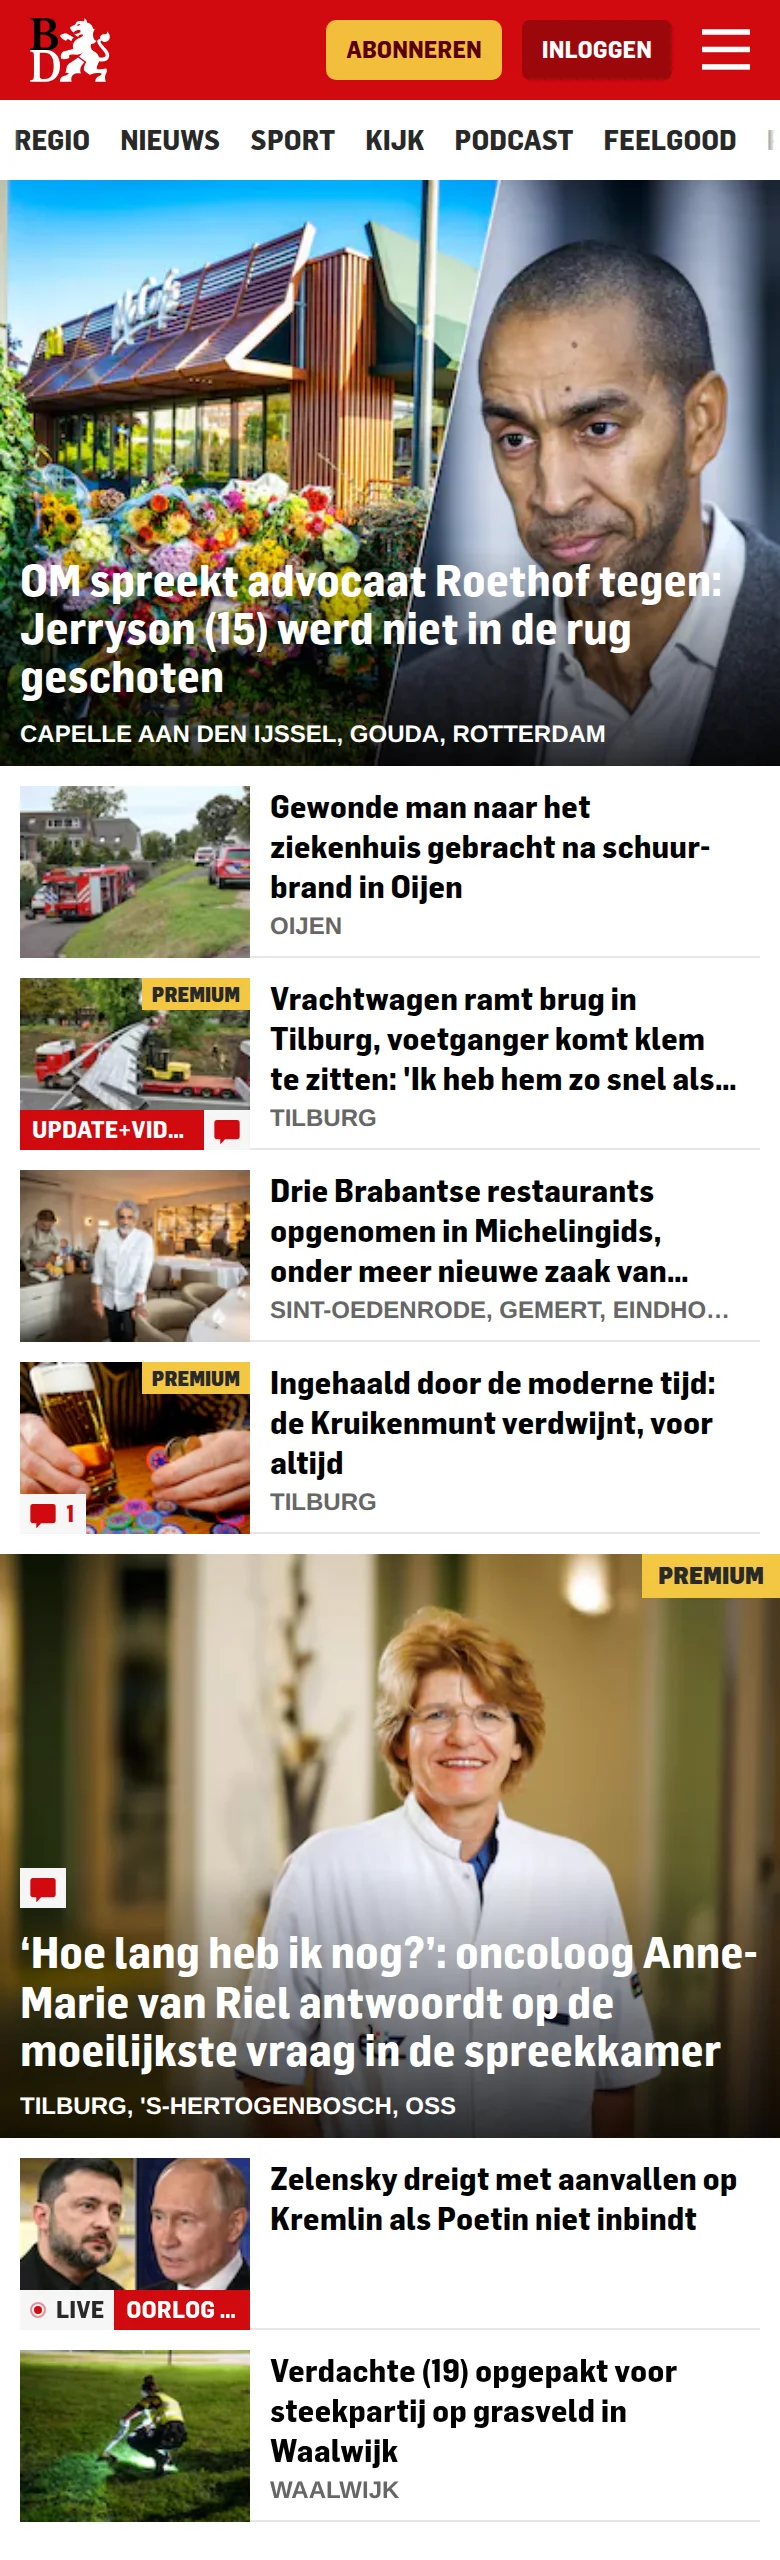 BD
ABONNEREN
INLOGGEN
REGIO NIEUWS SPORT KIJK PODCAST FEELGOOD
McCafé
OM spreekt advocaat Roethof tegen:
Jerryson (15) werd niet in de rug
geschoten
CAPELLE AAN DEN IJSSEL, GOUDA, ROTTERDAM
Gewonde man naar het
ziekenhuis gebracht na schuur-
brand in Oijen
OIJEN
PREMIUM
UPDATE+VID...
Vrachtwagen ramt brug in
Tilburg, voetganger komt klem
te zitten: 'Ik heb hem zo snel als...
TILBURG
Drie Brabantse restaurants
opgenomen in Michelingids,
onder meer nieuwe zaak van...
SINT-OEDENRODE, GEMERT, EINDHO...
PREMIUM
1
Ingehaald door de moderne tijd:
de Kruikenmunt verdwijnt, voor
altijd
TILBURG
PREMIUM
‘Hoe lang heb ik nog?’: oncoloog Anne-
Marie van Riel antwoordt op de
moeilijkste vraag in de spreekkamer
TILBURG, 'S-HERTOGENBOSCH, OSS
LIVE
OORLOG ...
Zelensky dreigt met aanvallen op
Kremlin als Poetin niet inbindt
Verdachte (19) opgepakt voor
steekpartij op grasveld in
Waalwijk
WAALWIJK